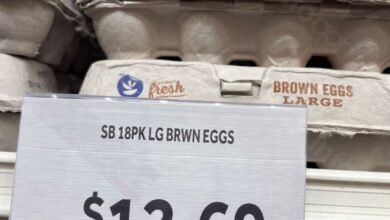 fresh
BROWN EGGS
LARGE
SB 18PK LG BRWN EGGS